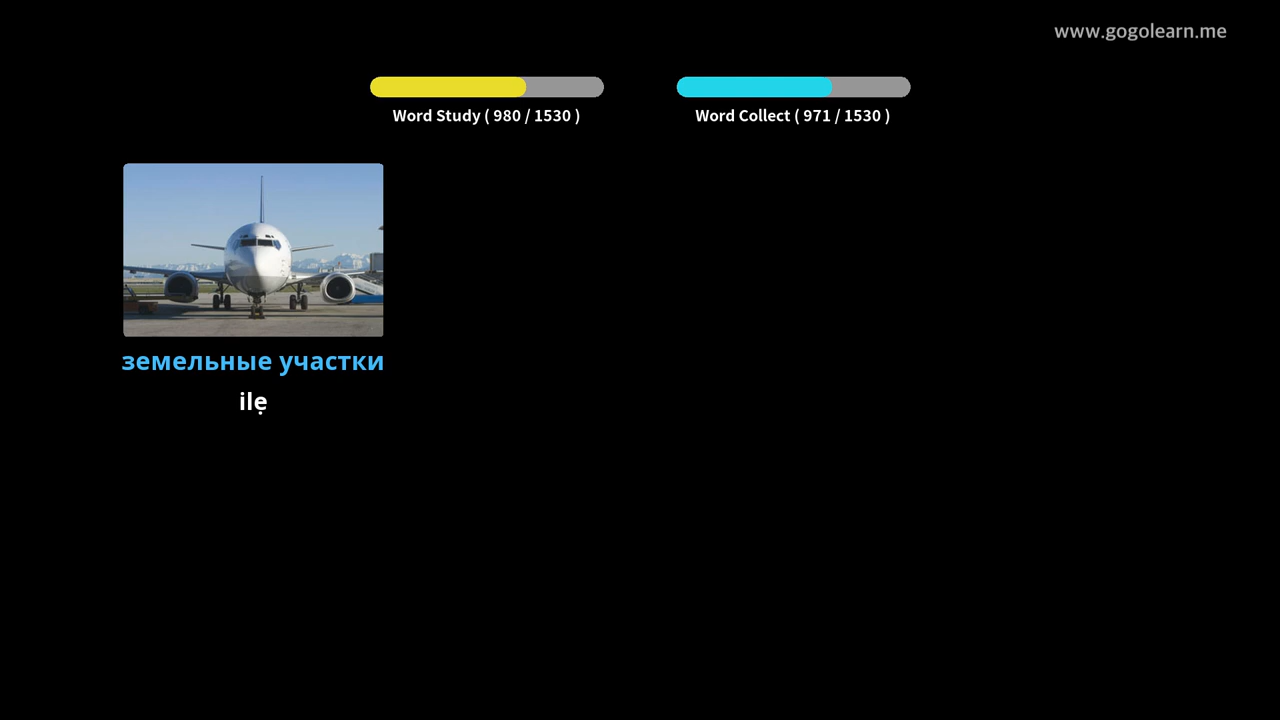 www.gogolearn.me
Word Study ( 980 / 1530 )
Word Collect ( 971 / 1530 )
земельные участки
ilẹ